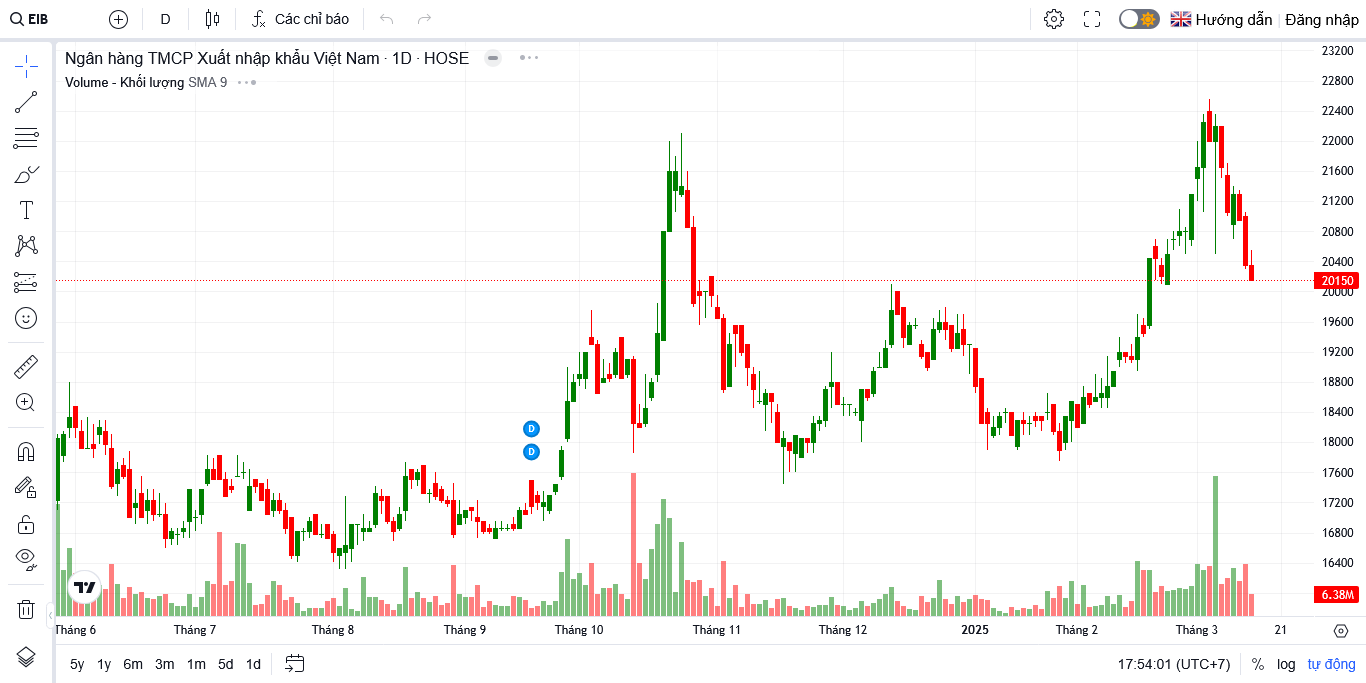 EIB D Các chỉ báo Hướng dẫn Đăng nhập
Ngân hàng TMCP Xuất nhập khẩu Việt Nam · 1D · HOSE
Volume - Khối lượng SMA 9
23200
22800
22400
22000
21600
21200
20800
20400
20150
20000
19600
19200
18800
18400
18000
17600
17200
16800
16400
6.38M
D
D
Tháng 6 Tháng 7 Tháng 8 Tháng 9 Tháng 10 Tháng 11 Tháng 12 2025 Tháng 2 Tháng 3 21
5y 1y 6m 3m 1m 5d 1d 17:54:01 (UTC+7) % log tự động